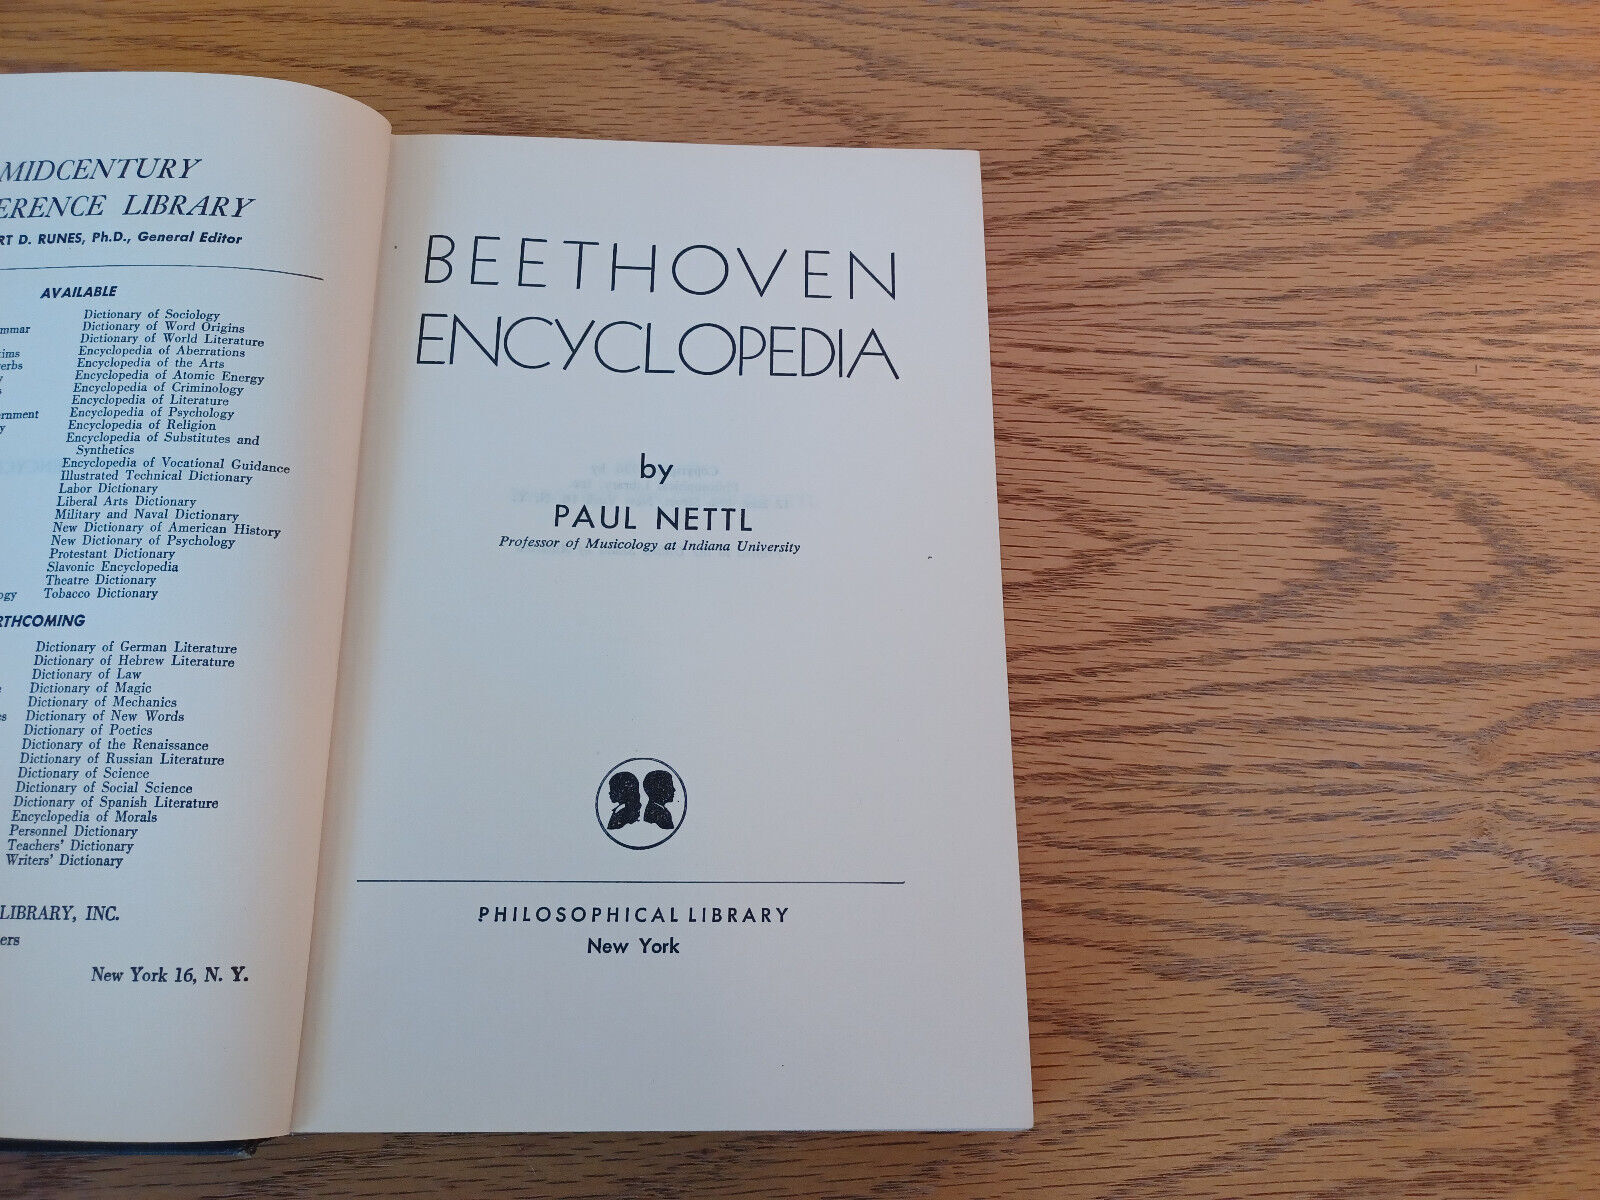 MIDCENTURY
ERENCE LIBRARY
RT D. RUNES, Ph.D., General Editor
AVAILABLE
mmar
ims
erbs
y
s
ernment
y
ogy
Dictionary of Sociology
Dictionary of Word Origins
Dictionary of World Literature
Encyclopedia of Aberrations
Encyclopedia of the Arts
Encyclopedia of Atomic Energy
Encyclopedia of Criminology
Encyclopedia of Literature
Encyclopedia of Psychology
Encyclopedia of Religion
Encyclopedia of Substitutes and
Synthetics
Encyclopedia of Vocational Guidance
Illustrated Technical Dictionary
Labor Dictionary
Liberal Arts Dictionary
Military and Naval Dictionary
New Dictionary of American History
New Dictionary of Psychology
Protestant Dictionary
Slavonic Encyclopedia
Theatre Dictionary
Tobacco Dictionary
RTHCOMING
e
es
Dictionary of German Literature
Dictionary of Hebrew Literature
Dictionary of Law
Dictionary of Magic
Dictionary of Mechanics
Dictionary of New Words
Dictionary of Poetics
Dictionary of the Renaissance
Dictionary of Russian Literature
Dictionary of Science
Dictionary of Social Science
Dictionary of Spanish Literature
Encyclopedia of Morals
Personnel Dictionary
Teachers' Dictionary
Writers' Dictionary
LIBRARY, INC.
ers
New York 16, N. Y.
BEETHOVEN
ENCYCLOPEDIA
by
PAUL NETTL
Professor of Musicology at Indiana University
PHILOSOPHICAL LIBRARY
New York